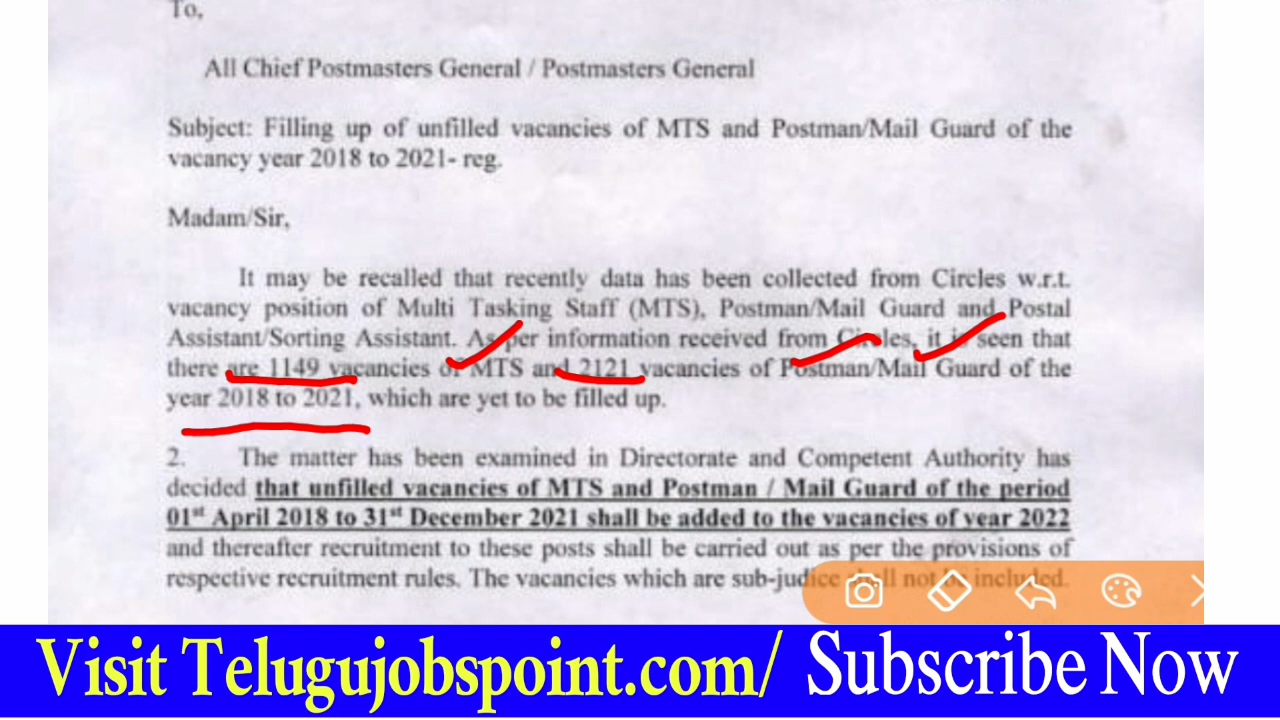 To,
All Chief Postmasters General / Postmasters General
Subject: Filling up of unfilled vacancies of MTS and Postman/Mail Guard of the
vacancy year 2018 to 2021- reg.
Madam/Sir,
It may be recalled that recently data has been collected from Circles w.r.t.
vacancy position of Multi Tasking Staff (MTS), Postman/Mail Guard and Postal
Assistant/Sorting Assistant. As per information received from Circles, it is seen that
there are 1149 vacancies of MTS and 2121 vacancies of Postman/Mail Guard of the
year 2018 to 2021, which are yet to be filled up.
2. The matter has been examined in Directorate and Competent Authority has
decided that unfilled vacancies of MTS and Postman / Mail Guard of the period
01st April 2018 to 31st December 2021 shall be added to the vacancies of year 2022
and thereafter recruitment to these posts shall be carried out as per the provisions of
respective recruitment rules. The vacancies which are sub-judice shall not be included.
Visit Telugujobspoint.com/ Subscribe Now